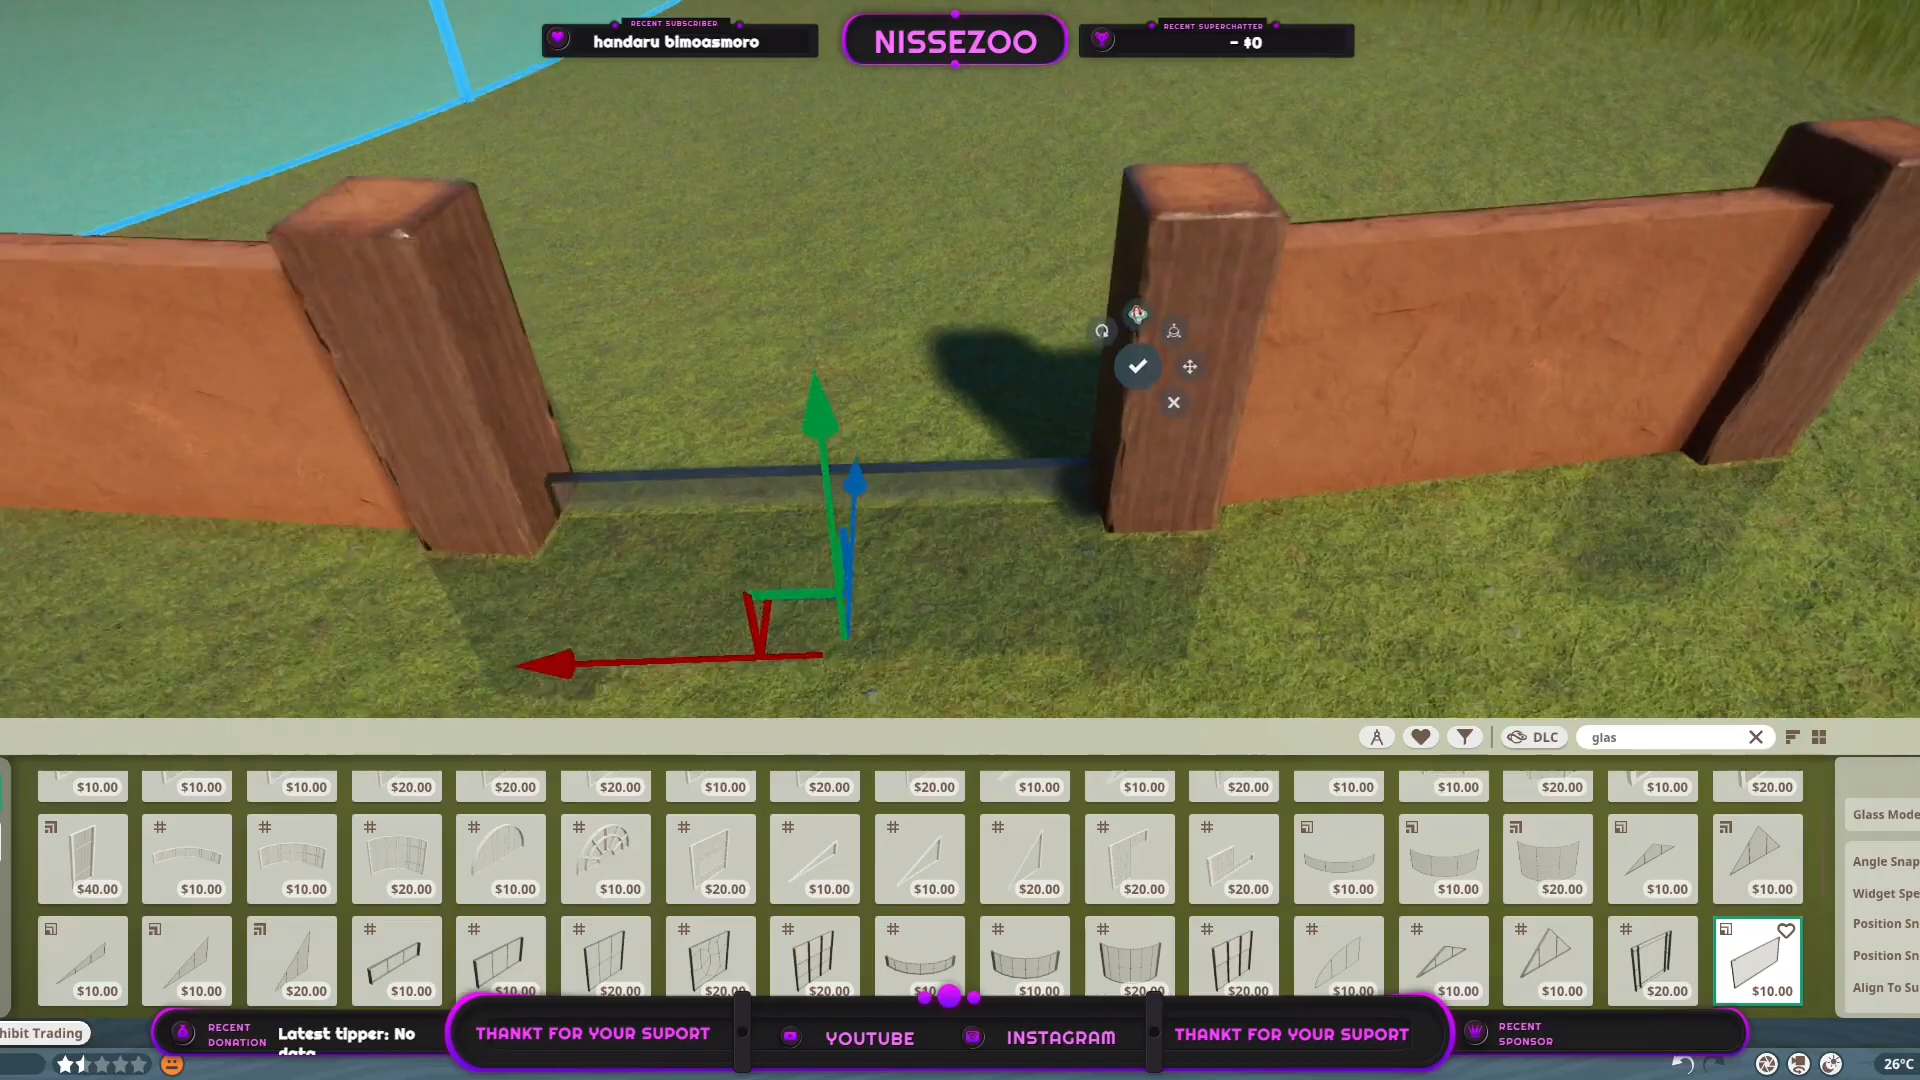 RECENT SUBSCRIBER
handaru bimoasmoro
NISSEZOO
RECENT SUPERCHATTER
- $0
DLC
glas
$10.00 $10.00 $10.00 $20.00 $20.00 $20.00 $10.00 $20.00 $20.00 $10.00 $10.00 $20.00 $10.00 $10.00 $20.00 $10.00 $20.00
$40.00 $10.00 $10.00 $20.00 $10.00 $10.00 $20.00 $10.00 $10.00 $20.00 $20.00 $20.00 $10.00 $10.00 $20.00 $10.00 $10.00
$10.00 $10.00 $20.00 $10.00 $10.00 $20.00 $20.00 $20.00 $10.00 $10.00 $20.00 $20.00 $10.00 $10.00 $10.00 $20.00 $10.00
Glass Mode
Angle Snap
Widget Spe
Position Sn
Position Sn
Align To Su
hibit Trading
RECENT
DONATION
Latest tipper: No
data
THANKT FOR YOUR SUPORT
YOUTUBE
INSTAGRAM
THANKT FOR YOUR SUPORT
RECENT
SPONSOR
26°C